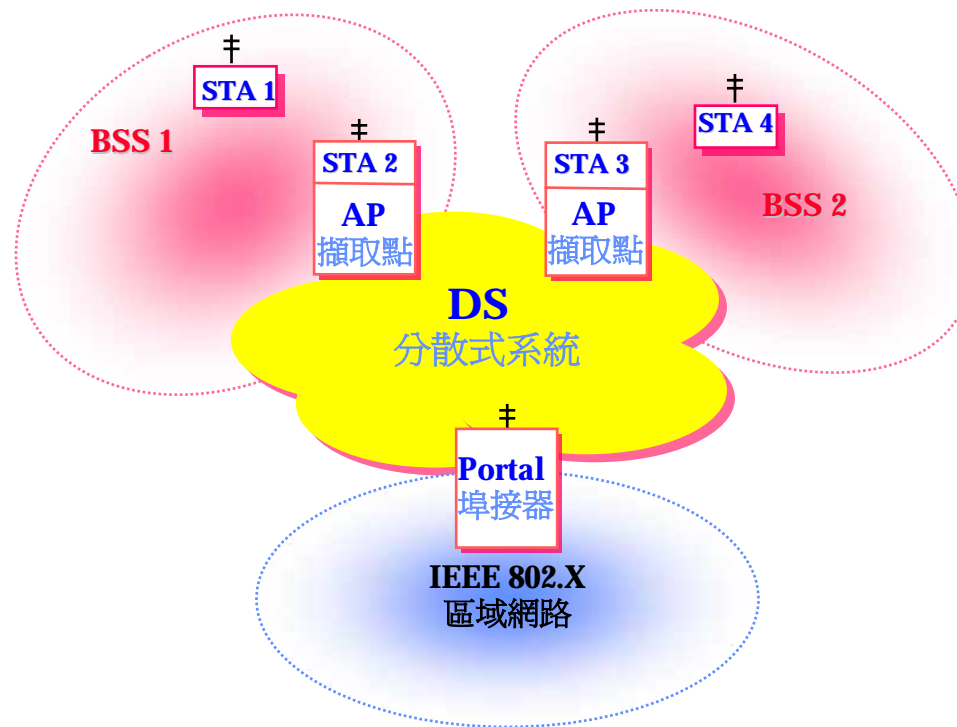 STA 1
BSS 1
STA 2
AP
擷取點
STA 3
AP
擷取點
STA 4
BSS 2
DS
分散式系統
Portal
埠接器
IEEE 802.X
區域網路